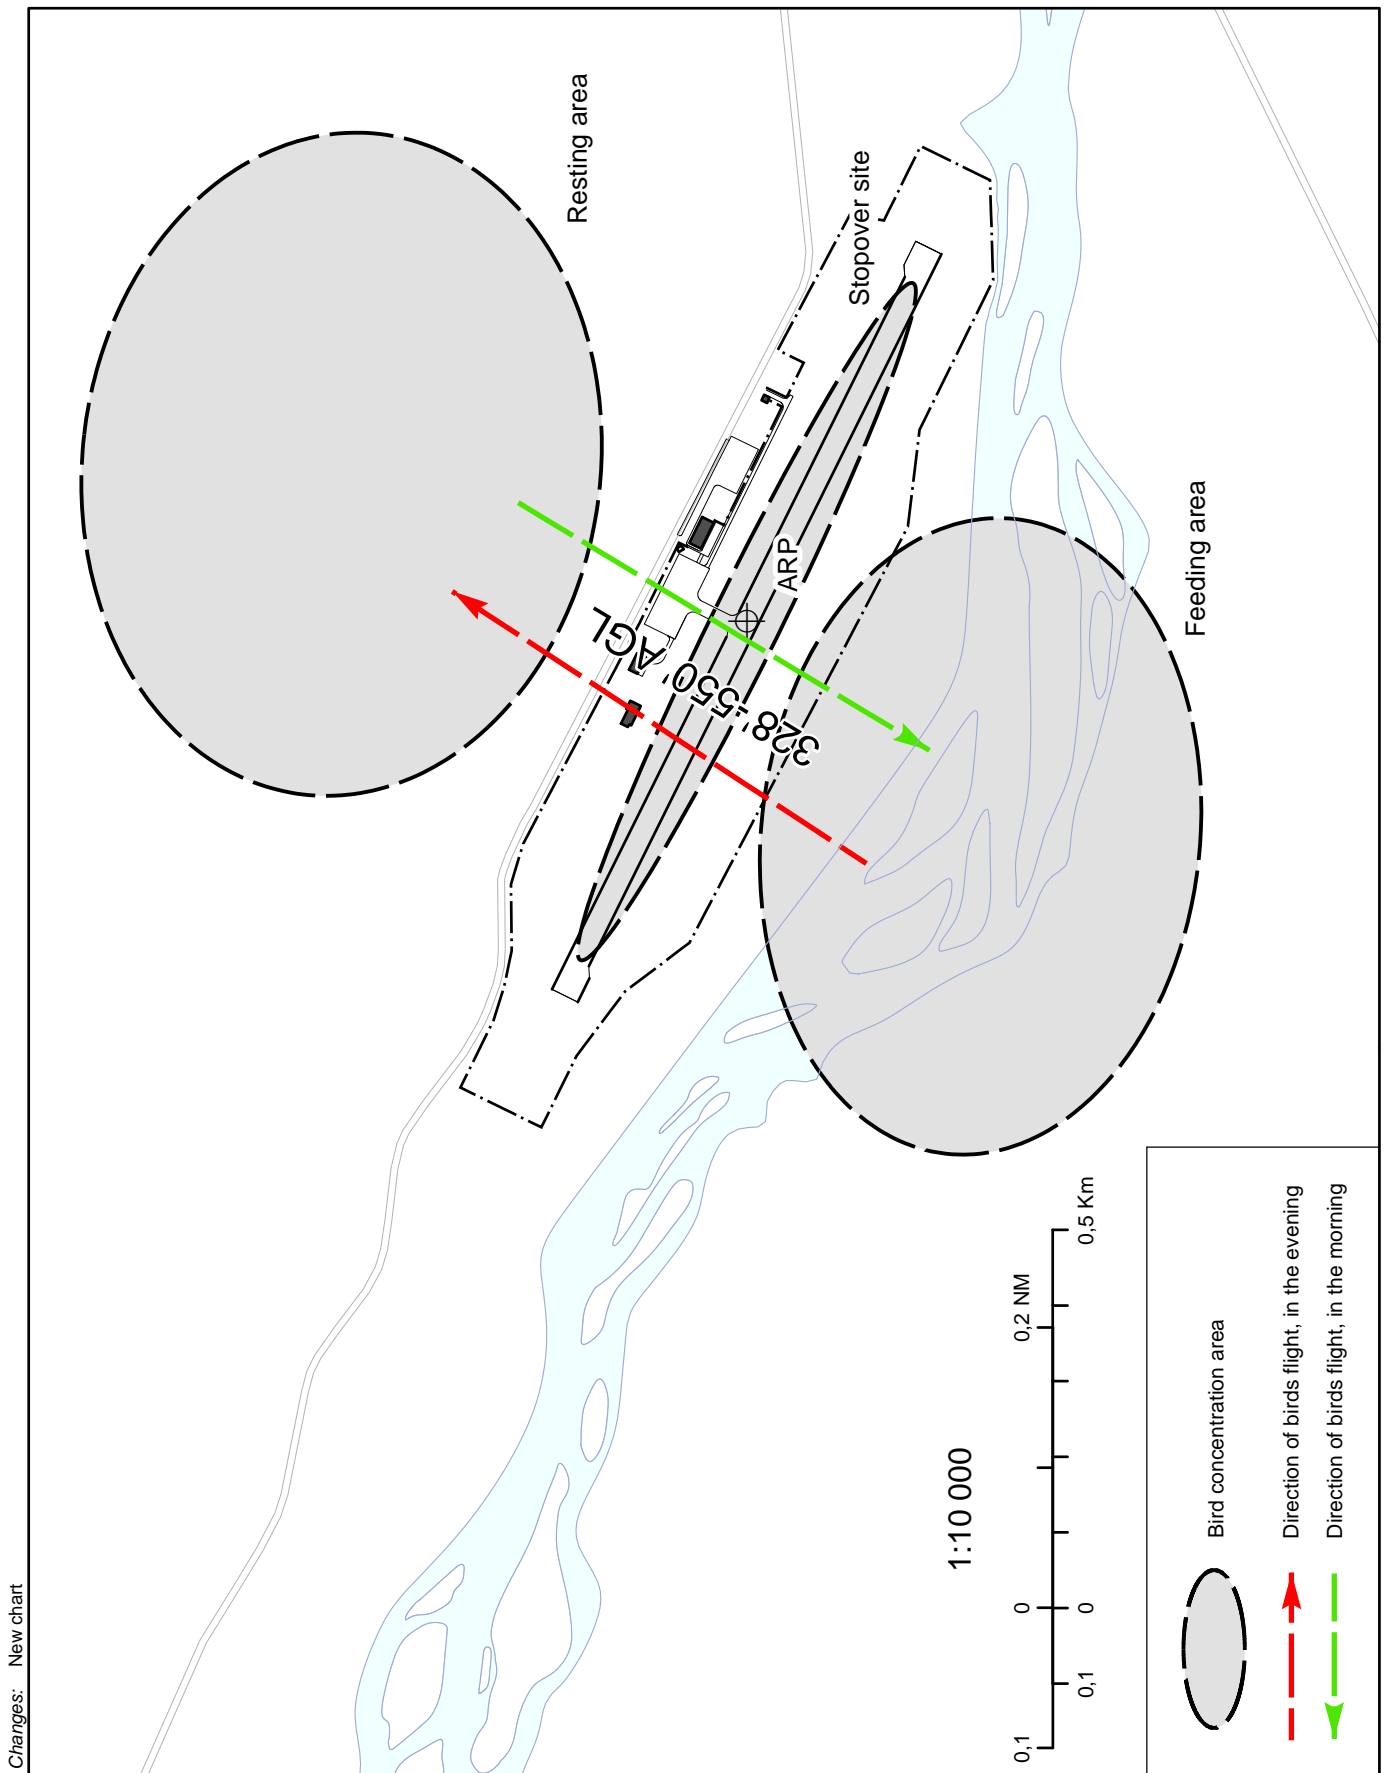 Changes: New chart
Resting area
Stopover site
ARP
328 -550' AGL
Feeding area
1:10 000
0,1 0 0,2 NM
0,1 0 0,5 Km
Bird concentration area
Direction of birds flight, in the evening
Direction of birds flight, in the morning